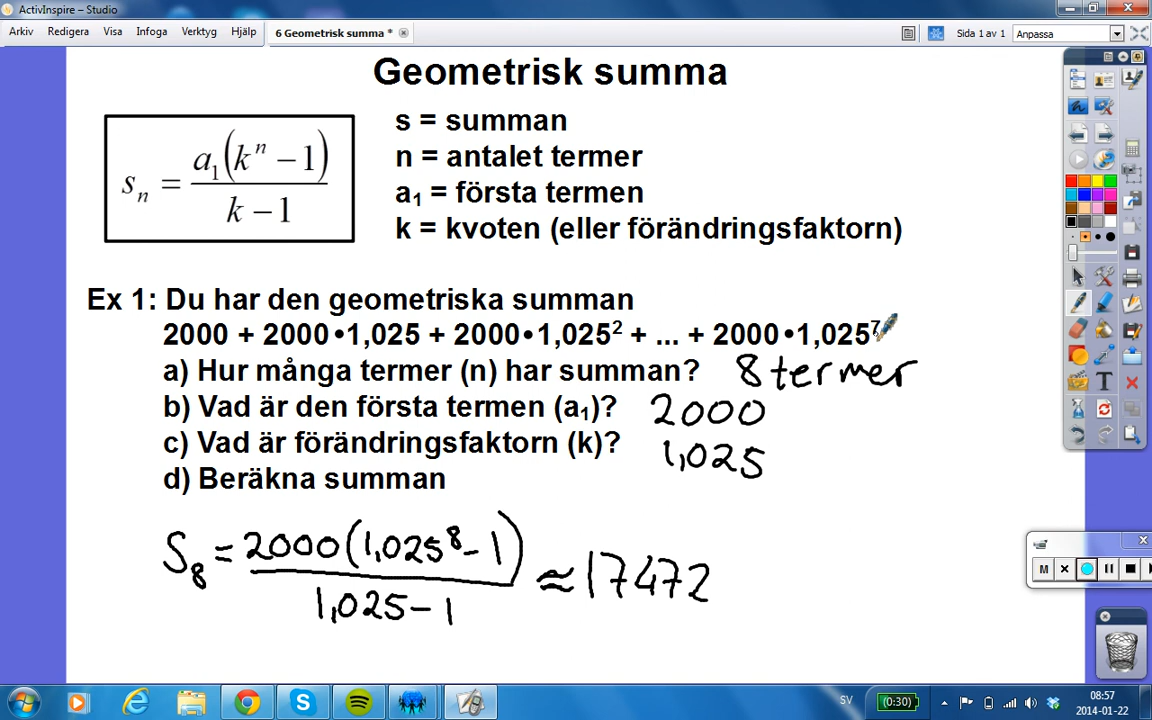 ActivInspire – Studio
Arkiv Redigera Visa Infoga Verktyg Hjälp 6 Geometrisk summa * Sida 1 av 1 Anpassa
Geometrisk summa
sₙ = a₁(kⁿ − 1) / (k − 1)
s = summan
n = antalet termer
a₁ = första termen
k = kvoten (eller förändringsfaktorn)
Ex 1: Du har den geometriska summan
2000 + 2000•1,025 + 2000•1,025² + ... + 2000•1,025⁷
a) Hur många termer (n) har summan? 8 termer
b) Vad är den första termen (a₁)? 2000
c) Vad är förändringsfaktorn (k)? 1,025
d) Beräkna summan
S₈ = 2000(1,025⁸ − 1) / (1,025 − 1) ≈ 17472
M
SV (0:30) 08:57
2014-01-22